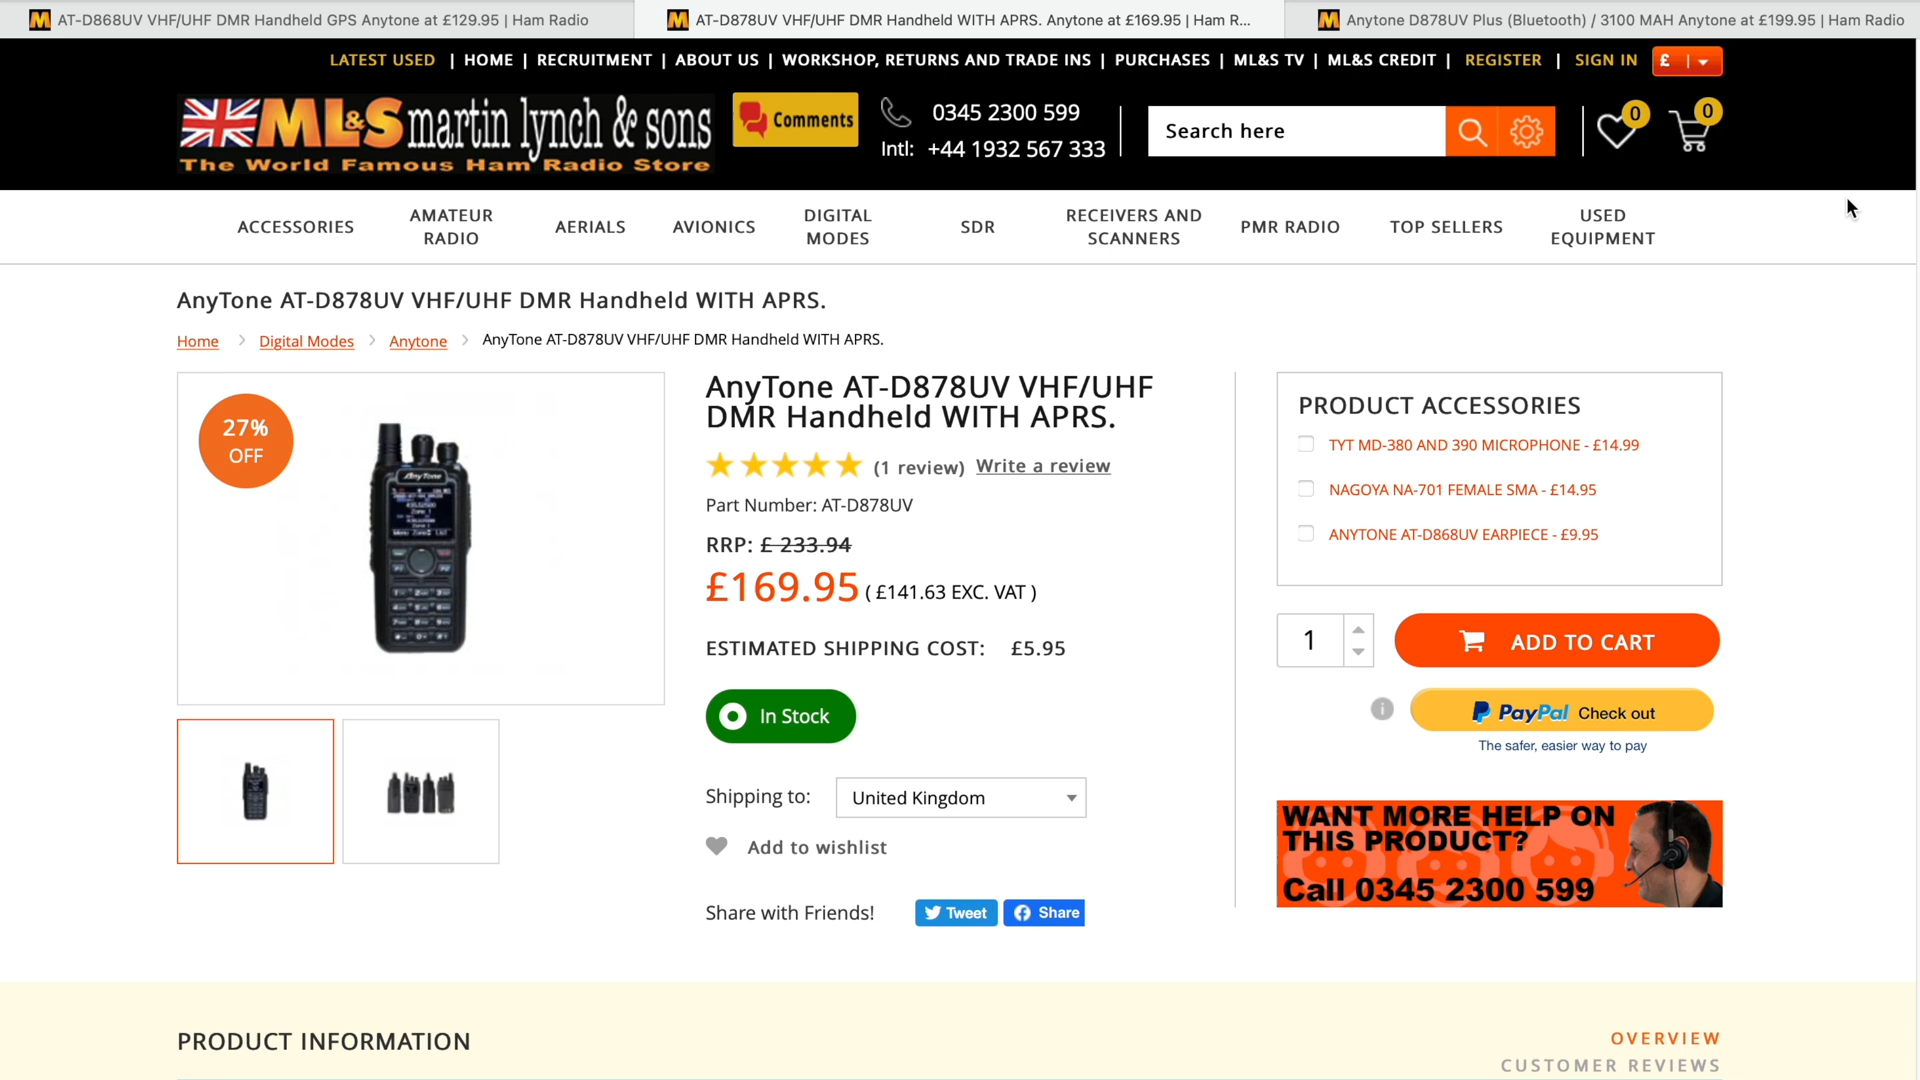 AT-D868UV VHF/UHF DMR Handheld GPS Anytone at £129.95 | Ham Radio
AT-D878UV VHF/UHF DMR Handheld WITH APRS. Anytone at £169.95 | Ham R...
Anytone D878UV Plus (Bluetooth) / 3100 MAH Anytone at £199.95 | Ham Radio
LATEST USED | HOME | RECRUITMENT | ABOUT US | WORKSHOP, RETURNS AND TRADE INS | PURCHASES | ML&S TV | ML&S CREDIT | REGISTER | SIGN IN £
ML&S martin lynch & sons
The World Famous Ham Radio Store
Comments
0345 2300 599
Intl: +44 1932 567 333
Search here
0
0
ACCESSORIES
AMATEUR
RADIO
AERIALS
AVIONICS
DIGITAL
MODES
SDR
RECEIVERS AND
SCANNERS
PMR RADIO
TOP SELLERS
USED
EQUIPMENT
AnyTone AT-D878UV VHF/UHF DMR Handheld WITH APRS.
Home > Digital Modes > Anytone > AnyTone AT-D878UV VHF/UHF DMR Handheld WITH APRS.
27%
OFF
AnyTone
AnyTone AT-D878UV VHF/UHF
DMR Handheld WITH APRS.
(1 review) Write a review
Part Number: AT-D878UV
RRP: £ 233.94
£169.95 ( £141.63 EXC. VAT )
ESTIMATED SHIPPING COST: £5.95
In Stock
Shipping to: United Kingdom
Add to wishlist
Share with Friends! Tweet Share
PRODUCT ACCESSORIES
TYT MD-380 AND 390 MICROPHONE - £14.99
NAGOYA NA-701 FEMALE SMA - £14.95
ANYTONE AT-D868UV EARPIECE - £9.95
1
ADD TO CART
i
PayPal Check out
The safer, easier way to pay
WANT MORE HELP ON
THIS PRODUCT?
Call 0345 2300 599
PRODUCT INFORMATION
OVERVIEW
CUSTOMER REVIEWS